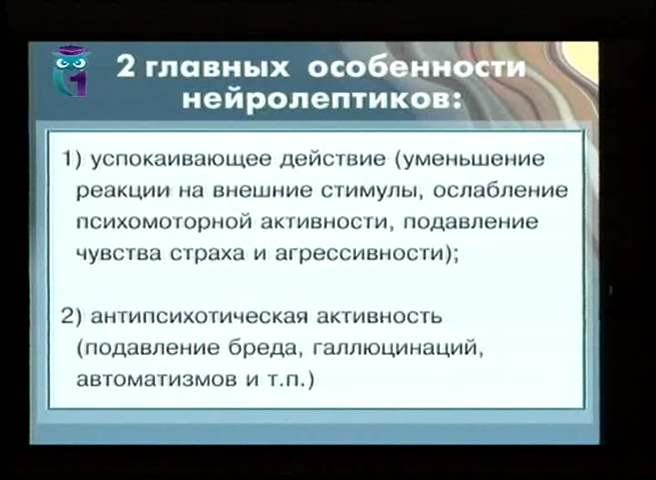 2 главных особенности
нейролептиков:
1) успокаивающее действие (уменьшение
реакции на внешние стимулы, ослабление
психомоторной активности, подавление
чувства страха и агрессивности);
2) антипсихотическая активность
(подавление бреда, галлюцинаций,
автоматизмов и т.п.)
1